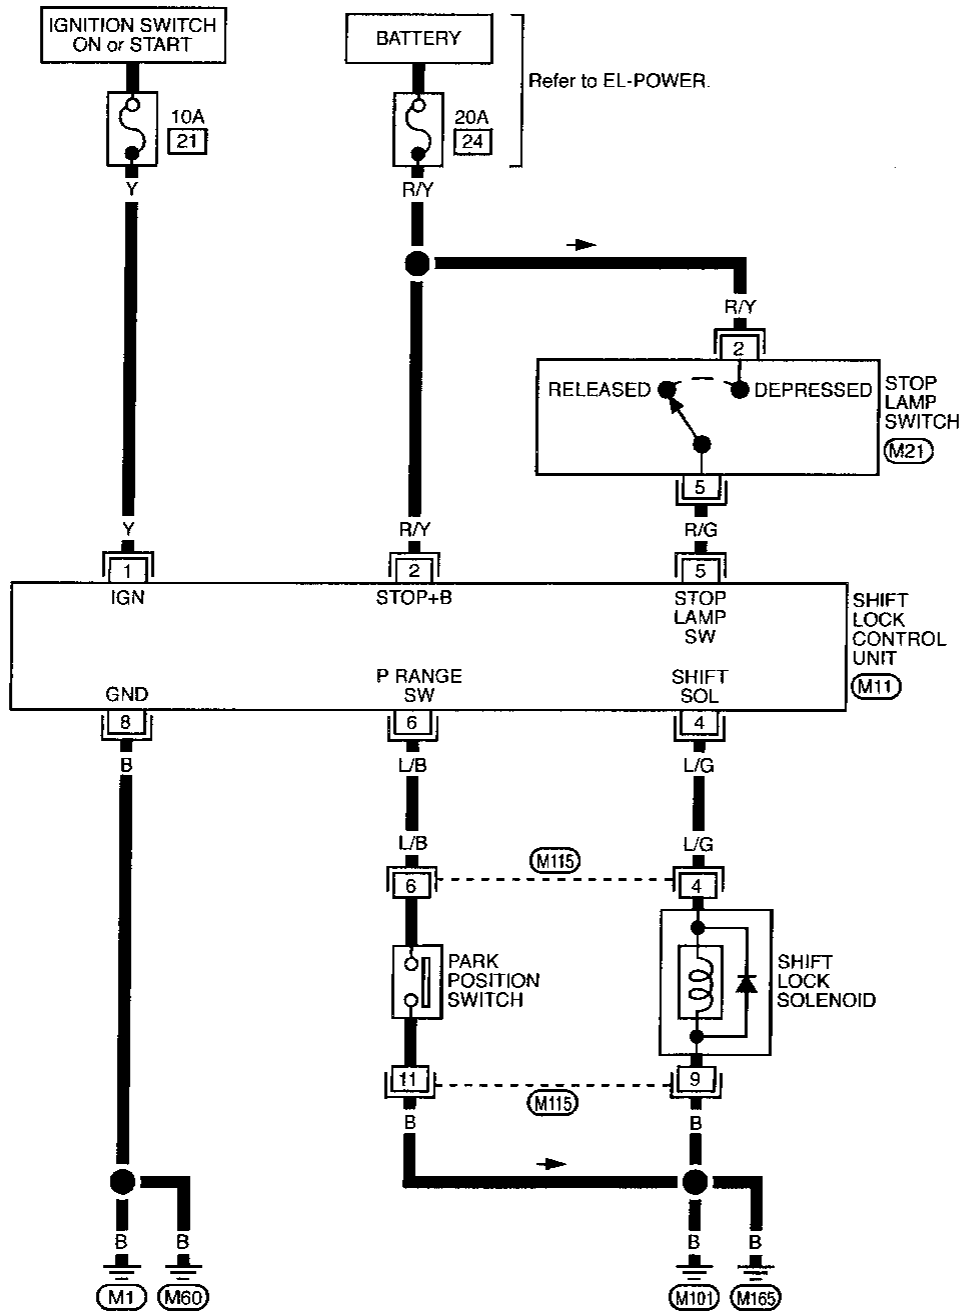 IGNITION SWITCH
ON or START
BATTERY
Refer to EL-POWER.
10A
21
20A
24
Y
R/Y
R/Y
2
RELEASED
DEPRESSED
STOP
LAMP
SWITCH
M21
5
Y
R/Y
R/G
1
2
5
IGN
STOP+B
STOP
LAMP
SW
SHIFT
LOCK
CONTROL
UNIT
M11
GND
P RANGE
SW
SHIFT
SOL
8
6
4
B
L/B
L/G
L/B
L/G
M115
6
4
PARK
POSITION
SWITCH
SHIFT
LOCK
SOLENOID
11
9
M115
B
B
B
B
B
B
M1
M60
M101
M165